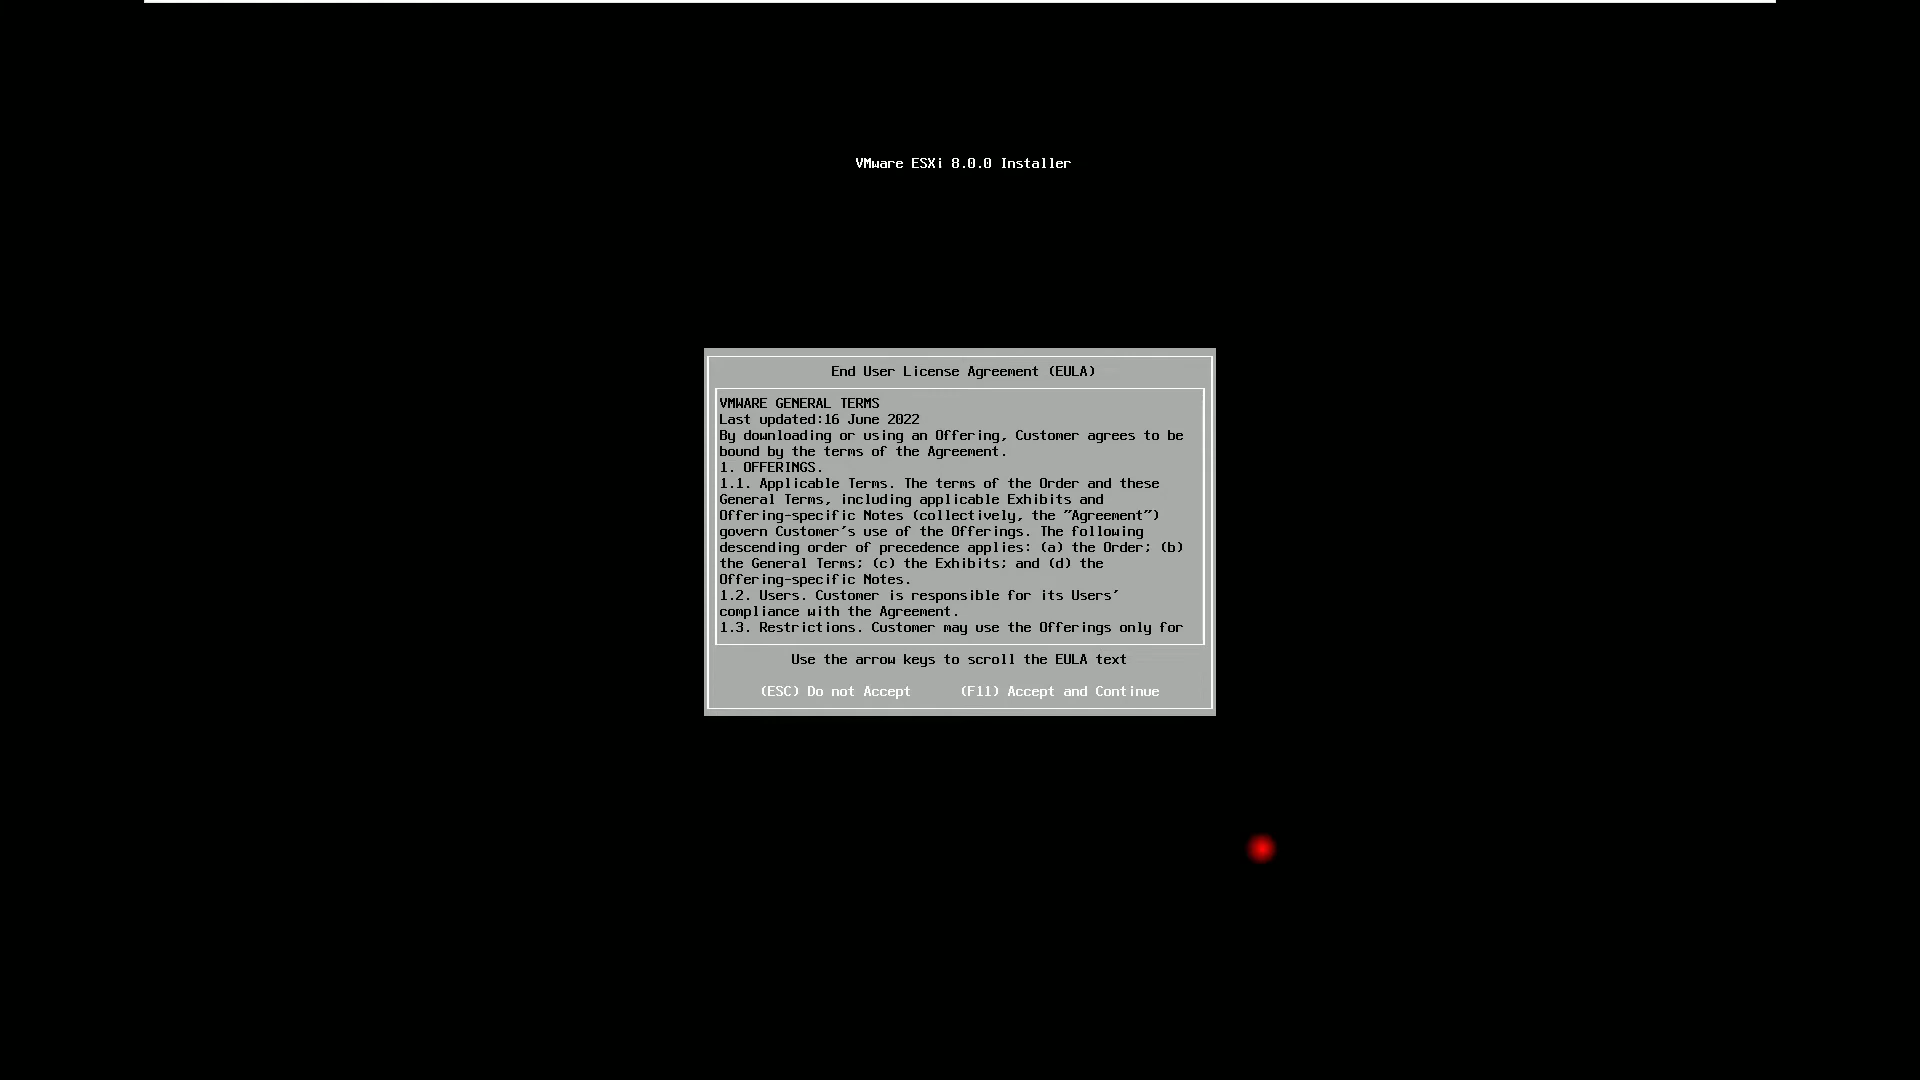 VMware ESXi 8.0.0 Installer
End User License Agreement (EULA)
VMWARE GENERAL TERMS
Last updated:16 June 2022
By downloading or using an Offering, Customer agrees to be
bound by the terms of the Agreement.
1. OFFERINGS.
1.1. Applicable Terms. The terms of the Order and these
General Terms, including applicable Exhibits and
Offering-specific Notes (collectively, the "Agreement")
govern Customer's use of the Offerings. The following
descending order of precedence applies: (a) the Order; (b)
the General Terms; (c) the Exhibits; and (d) the
Offering-specific Notes.
1.2. Users. Customer is responsible for its Users'
compliance with the Agreement.
1.3. Restrictions. Customer may use the Offerings only for
Use the arrow keys to scroll the EULA text
(ESC) Do not Accept (F11) Accept and Continue